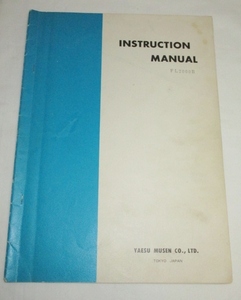 INSTRUCTION
MANUAL
YAESU MUSEN CO., LTD.
TOKYO JAPAN